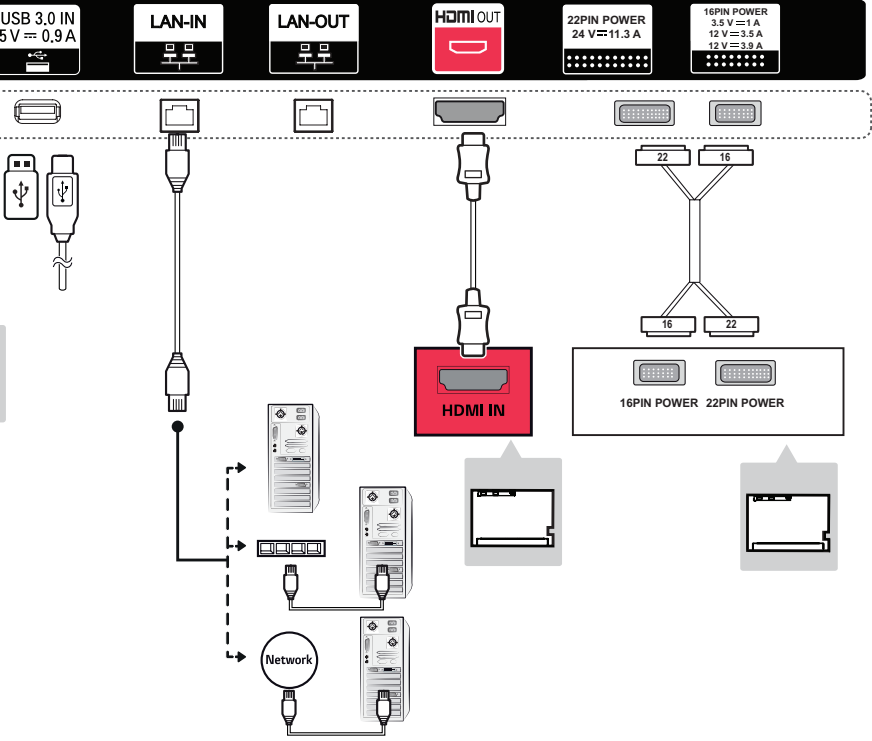 USB 3.0 IN
5 V ⎓ 0.9 A
LAN-IN
LAN-OUT
HDMI OUT
22PIN POWER
24 V ⎓ 11.3 A
16PIN POWER
3.5 V ⎓ 1 A
12 V ⎓ 3.5 A
12 V ⎓ 3.9 A
22
16
16
22
HDMI IN
16PIN POWER 22PIN POWER
Network